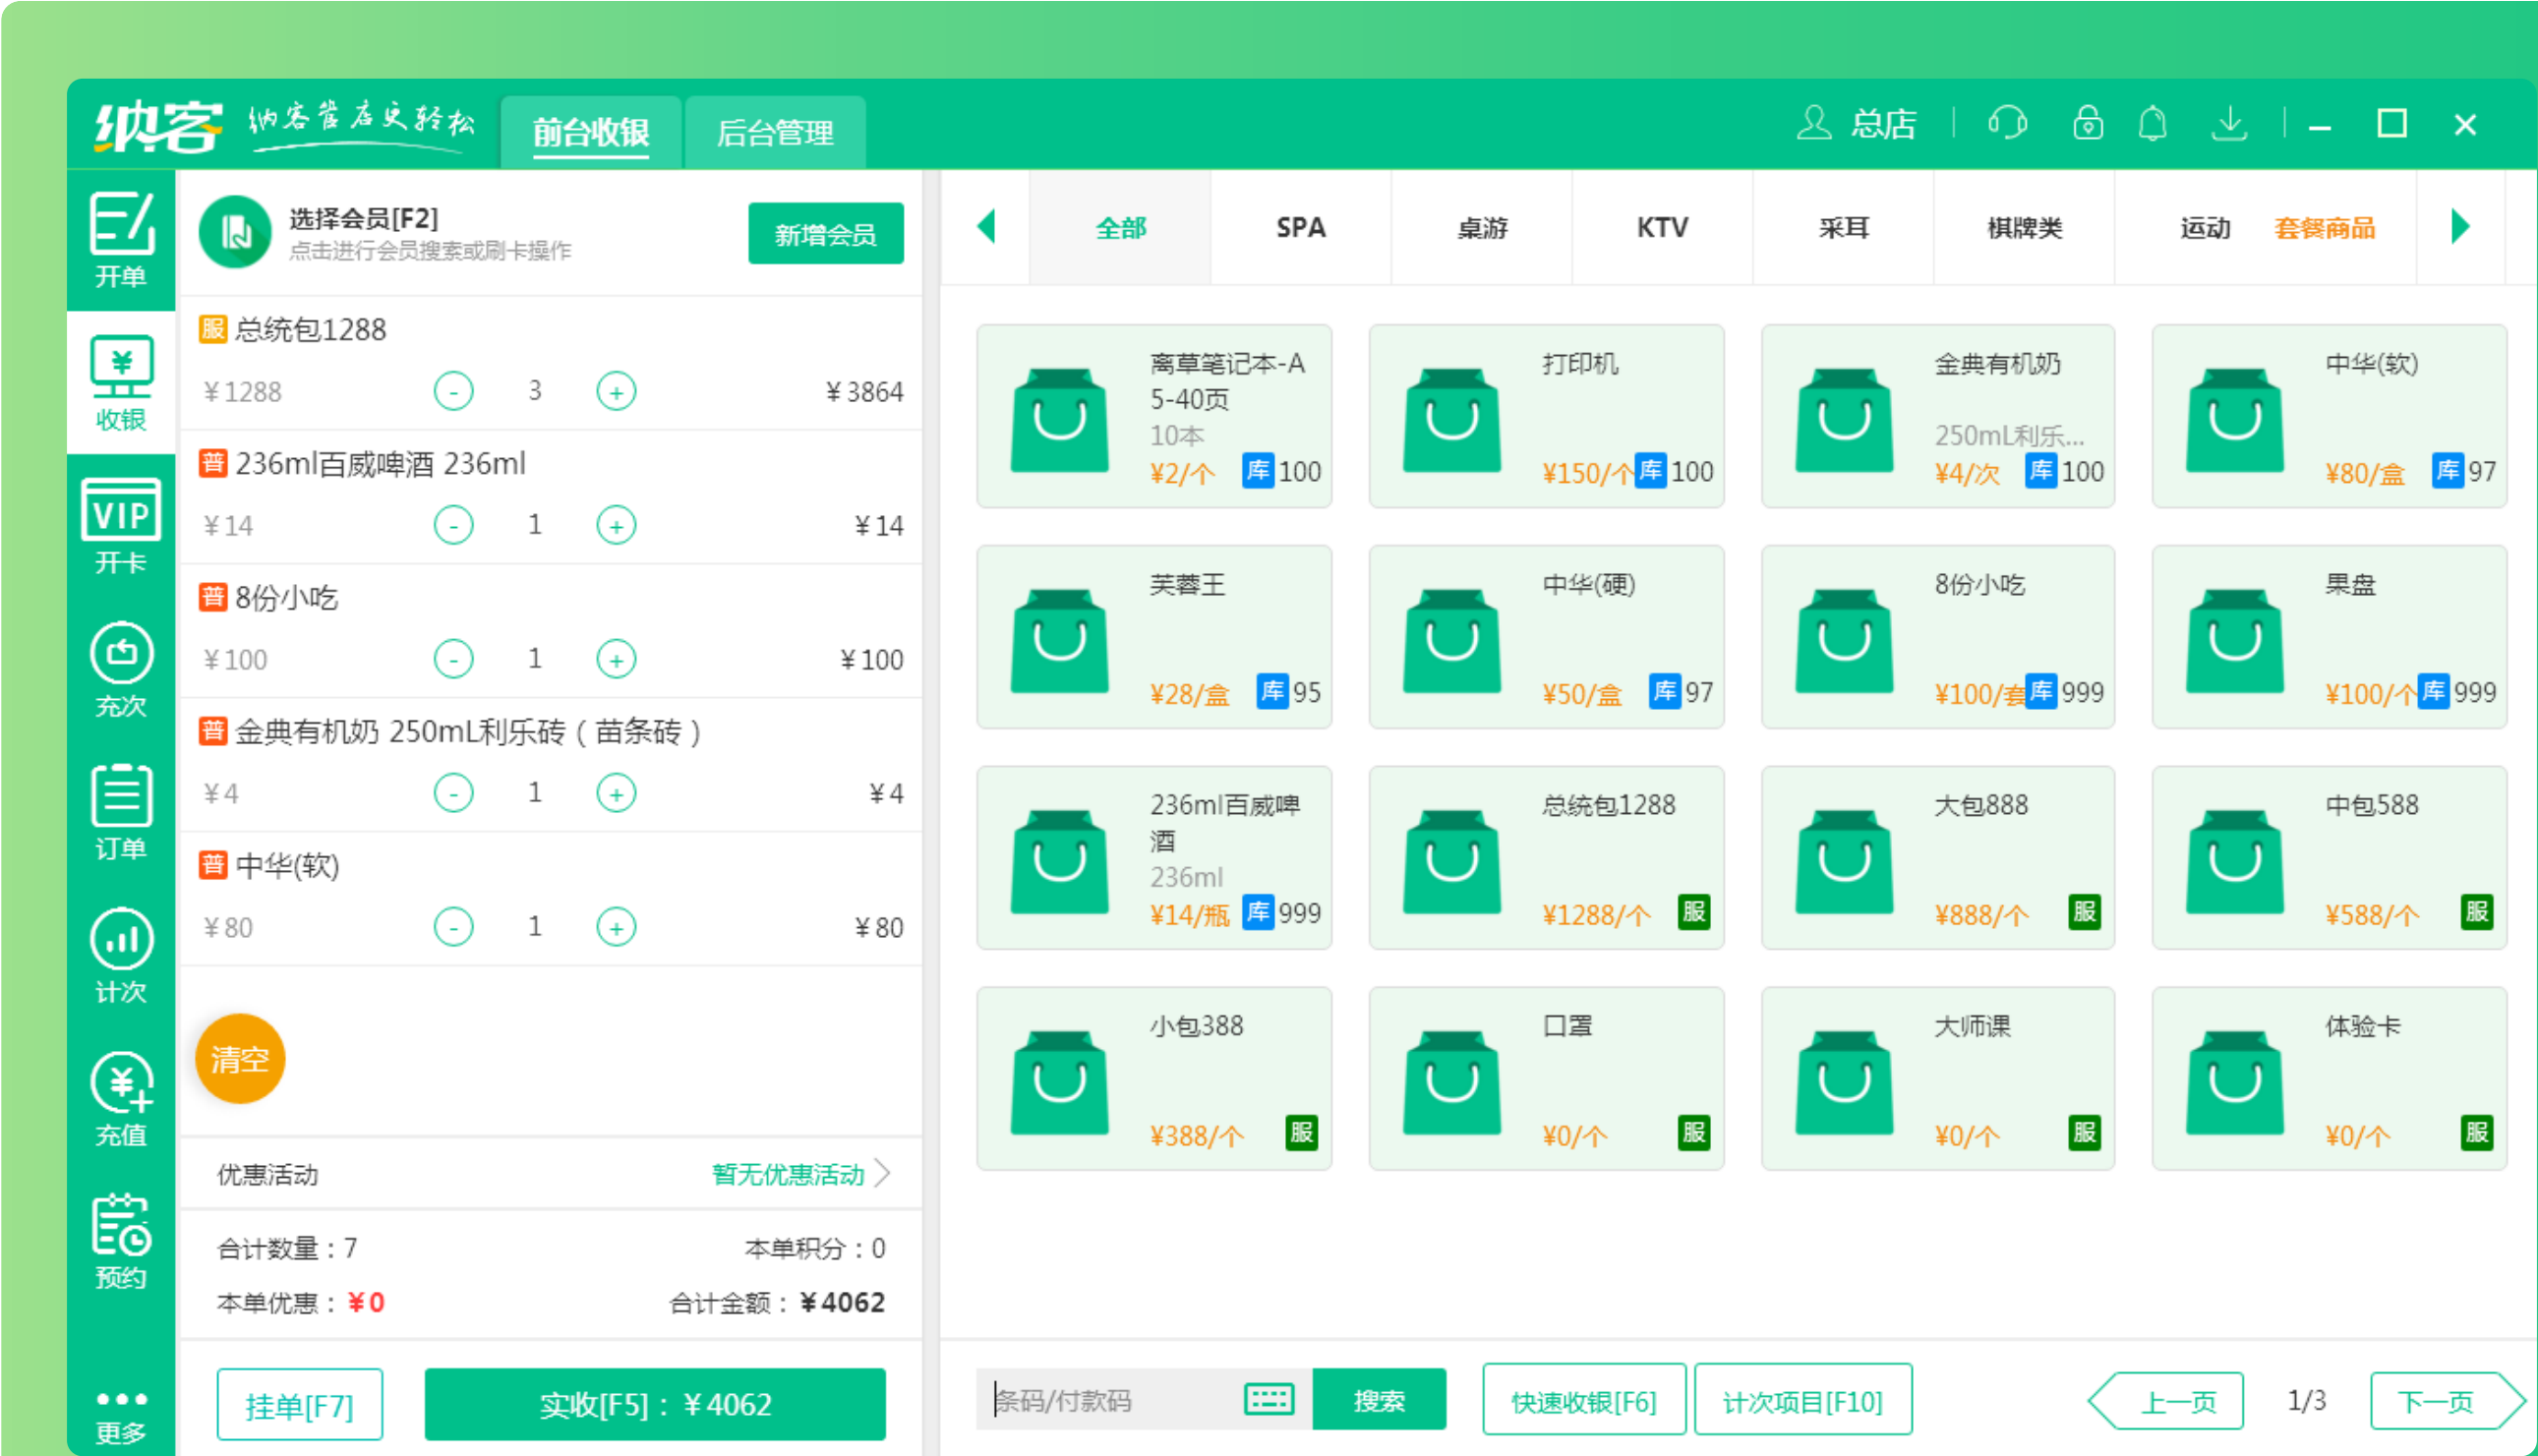 纳客 纳客管店更轻松 前台收银 后台管理 总店
开单
收银
VIP
开卡
充次
订单
计次
充值
预约
更多
选择会员[F2]
点击进行会员搜索或刷卡操作
新增会员
服 总统包1288
¥1288 - 3 + ¥3864
普 236ml百威啤酒 236ml
¥14 - 1 + ¥14
普 8份小吃
¥100 - 1 + ¥100
普 金典有机奶 250mL利乐砖（苗条砖）
¥4 - 1 + ¥4
普 中华(软)
¥80 - 1 + ¥80
清空
优惠活动 暂无优惠活动
合计数量：7 本单积分：0
本单优惠：¥0 合计金额：¥4062
挂单[F7] 实收[F5]：¥4062
全部 SPA 桌游 KTV 采耳 棋牌类 运动 套餐商品
离草笔记本-A
5-40页
10本
¥2/个 库 100
打印机
¥150/个 库 100
金典有机奶
250mL利乐...
¥4/次 库 100
中华(软)
¥80/盒 库 97
芙蓉王
¥28/盒 库 95
中华(硬)
¥50/盒 库 97
8份小吃
¥100/套 库 999
果盘
¥100/个 库 999
236ml百威啤
酒
236ml
¥14/瓶 库 999
总统包1288
¥1288/个 服
大包888
¥888/个 服
中包588
¥588/个 服
小包388
¥388/个 服
口罩
¥0/个 服
大师课
¥0/个 服
体验卡
¥0/个 服
条码/付款码 搜索 快速收银[F6] 计次项目[F10] 上一页 1/3 下一页